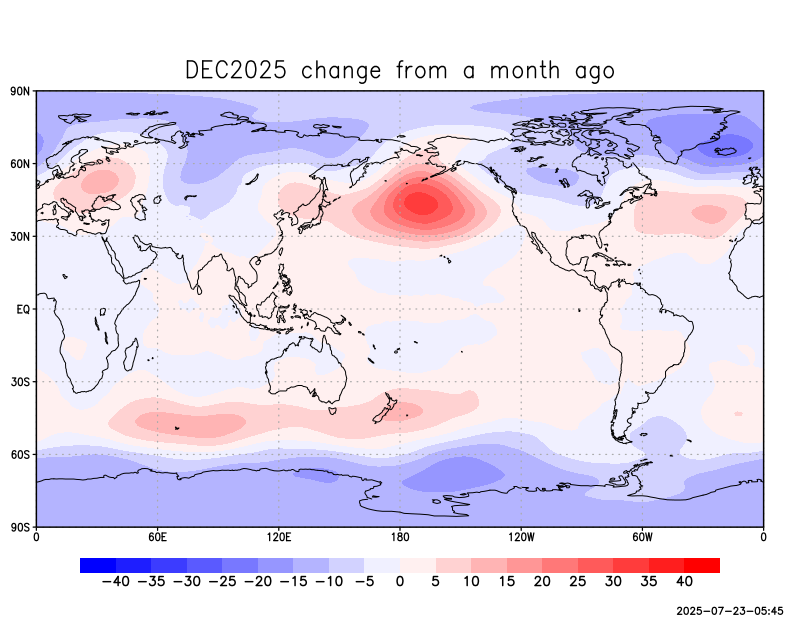 DEC2025 change from a month ago
90N
60N
30N
EQ
30S
60S
90S
0 60E 120E 180 120W 60W 0
−40 −35 −30 −25 −20 −15 −10 −5 0 5 10 15 20 25 30 35 40
2025-07-23-05:45